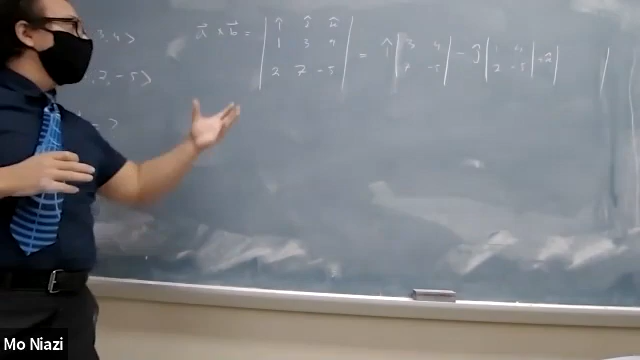 3, 4>
, 7, -5>
- >
a⃗ × b⃗ = | î ĵ k̂ |
| 1 3 4 | = î | 3 4 | - ĵ | 1 4 | +
| 2 7 -5 | | 7 -5 | | 2 -5 |
Mo Niazi